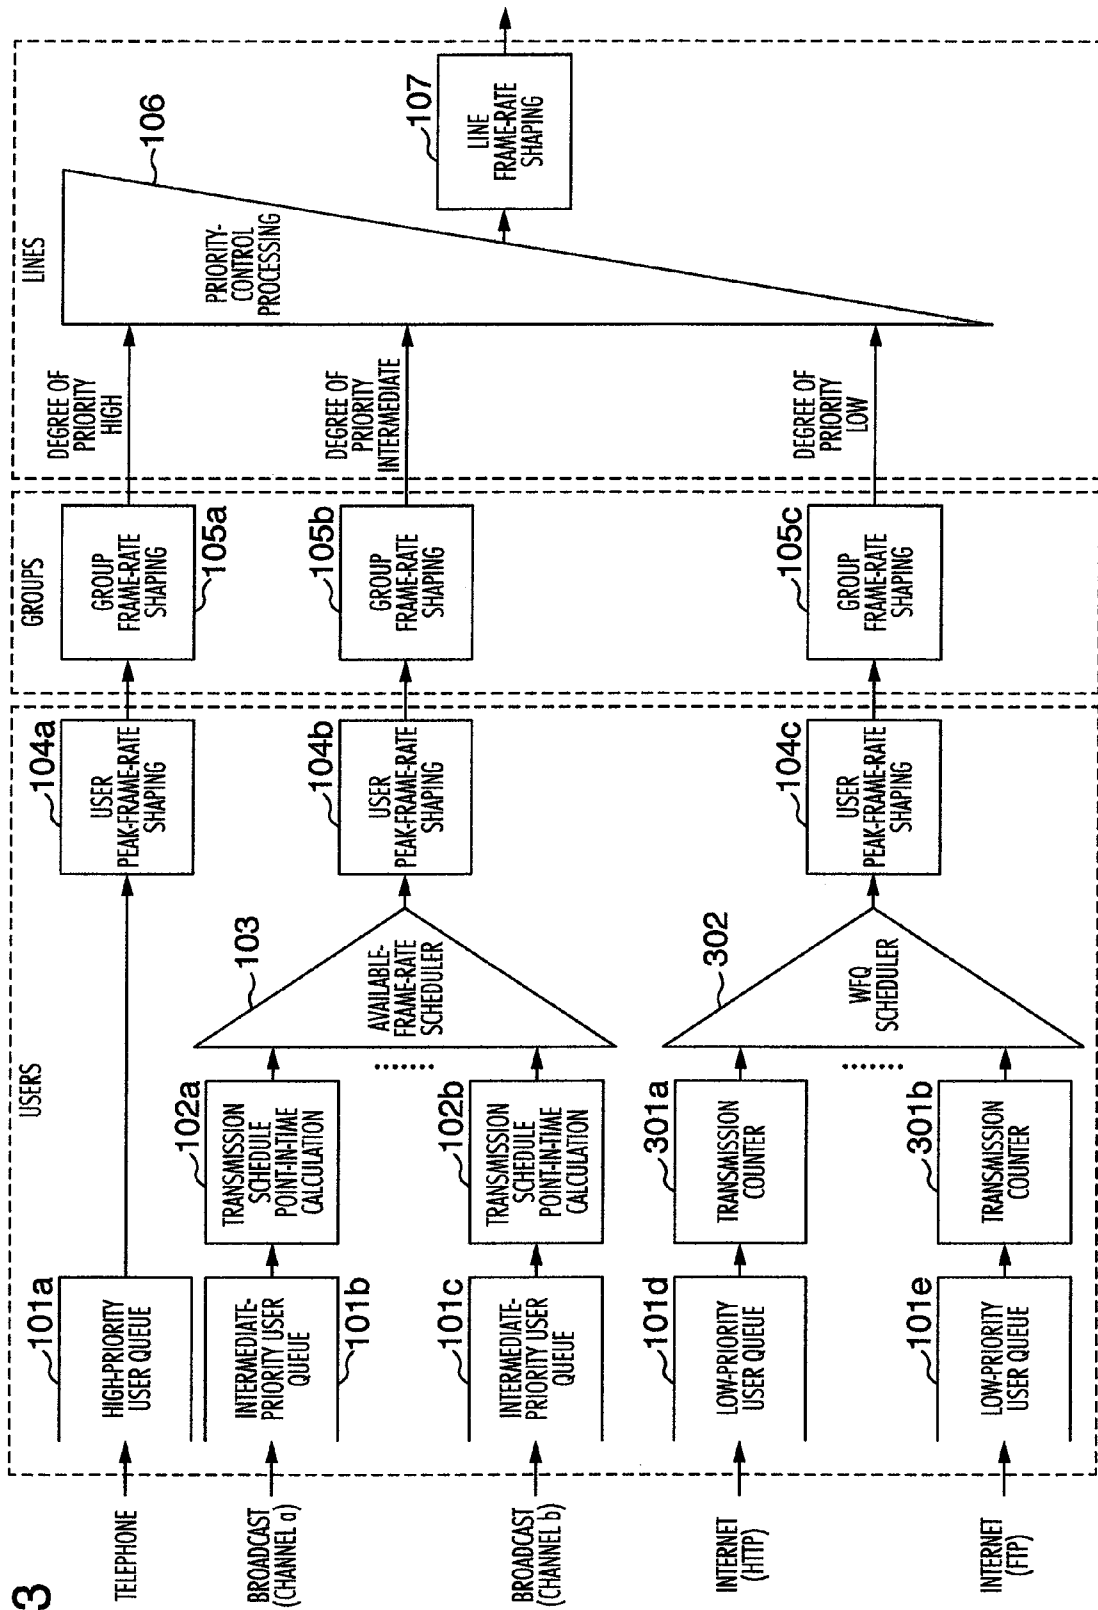 3
USERS
GROUPS
LINES
TELEPHONE
101a
HIGH-PRIORITY
USER QUEUE
104a
USER
PEAK-FRAME-RATE
SHAPING
GROUP
FRAME-RATE
SHAPING
105a
DEGREE OF
PRIORITY
HIGH
PRIORITY-
CONTROL
PROCESSING
106
BROADCAST
(CHANNEL a)
INTERMEDIATE-
PRIORITY USER
QUEUE
101b
102a
TRANSMISSION
SCHEDULE
POINT-IN-TIME
CALCULATION
103
AVAILABLE-
FRAME-RATE
SCHEDULER
104b
USER
PEAK-FRAME-RATE
SHAPING
105b
GROUP
FRAME-RATE
SHAPING
DEGREE OF
PRIORITY
INTERMEDIATE
107
LINE
FRAME-RATE
SHAPING
BROADCAST
(CHANNEL b)
101c
INTERMEDIATE-
PRIORITY USER
QUEUE
102b
TRANSMISSION
SCHEDULE
POINT-IN-TIME
CALCULATION
INTERNET
(HTTP)
101d
LOW-PRIORITY
USER QUEUE
301a
TRANSMISSION
COUNTER
302
WFQ
SCHEDULER
104c
USER
PEAK-FRAME-RATE
SHAPING
105c
GROUP
FRAME-RATE
SHAPING
DEGREE OF
PRIORITY
LOW
INTERNET
(FTP)
101e
LOW-PRIORITY
USER QUEUE
301b
TRANSMISSION
COUNTER